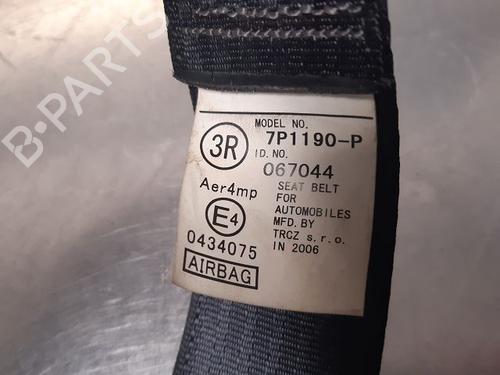 B-PARTS
MODEL NO.
3R 7P1190-P
ID. NO.
067044
Aer4mp SEAT BELT
FOR
E4 AUTOMOBILES
MFD. BY
0434075 TRCZ s.r.o.
AIRBAG IN 2006